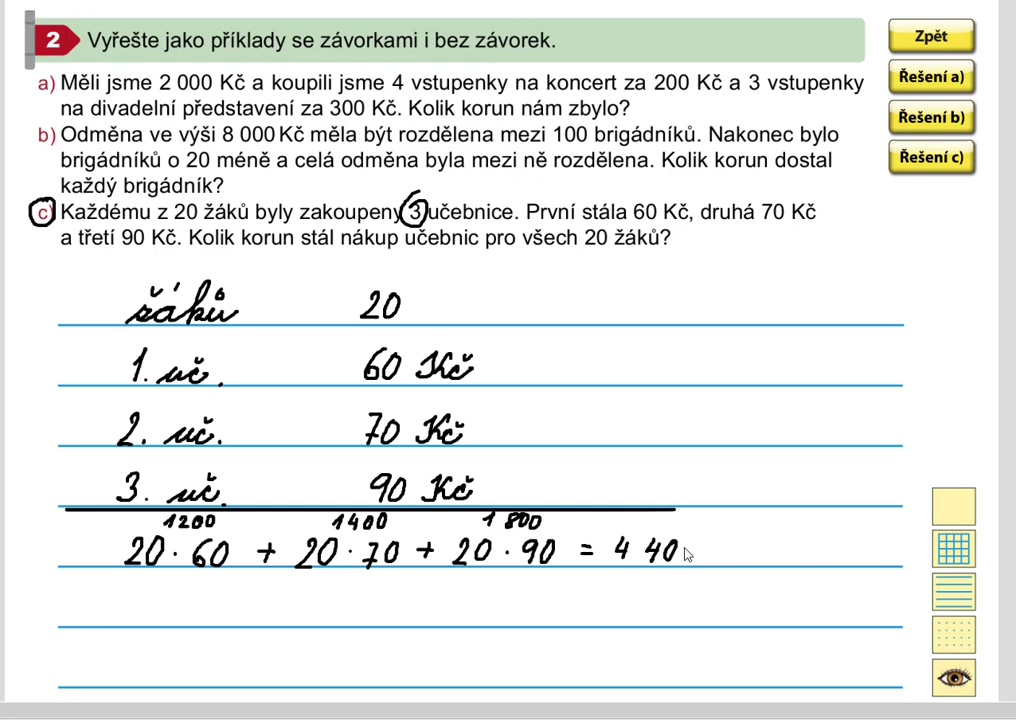 2 Vyřešte jako příklady se závorkami i bez závorek.
Zpět
Řešení a)
Řešení b)
Řešení c)
a) Měli jsme 2 000 Kč a koupili jsme 4 vstupenky na koncert za 200 Kč a 3 vstupenky
na divadelní představení za 300 Kč. Kolik korun nám zbylo?
b) Odměna ve výši 8 000 Kč měla být rozdělena mezi 100 brigádníků. Nakonec bylo
brigádníků o 20 méně a celá odměna byla mezi ně rozdělena. Kolik korun dostal
každý brigádník?
c) Každému z 20 žáků byly zakoupeny 3 učebnice. První stála 60 Kč, druhá 70 Kč
a třetí 90 Kč. Kolik korun stál nákup učebnic pro všech 20 žáků?
žáků 20
1. uč. 60 Kč
2. uč. 70 Kč
3. uč. 90 Kč
1200 1400 1800
20 · 60 + 20 · 70 + 20 · 90 = 4 40